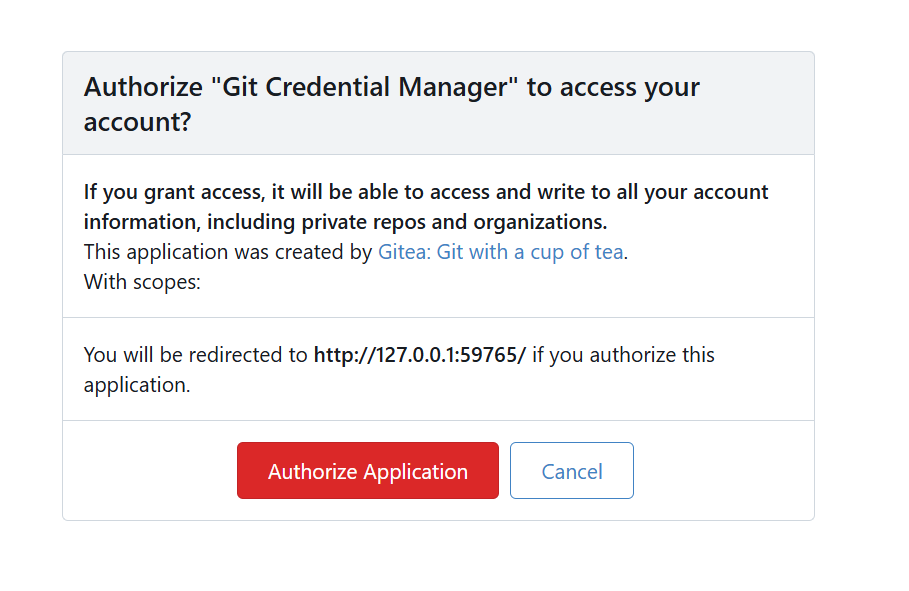 Authorize "Git Credential Manager" to access your
account?
If you grant access, it will be able to access and write to all your account
information, including private repos and organizations.
This application was created by Gitea: Git with a cup of tea.
With scopes:
You will be redirected to http://127.0.0.1:59765/ if you authorize this
application.
Authorize Application
Cancel